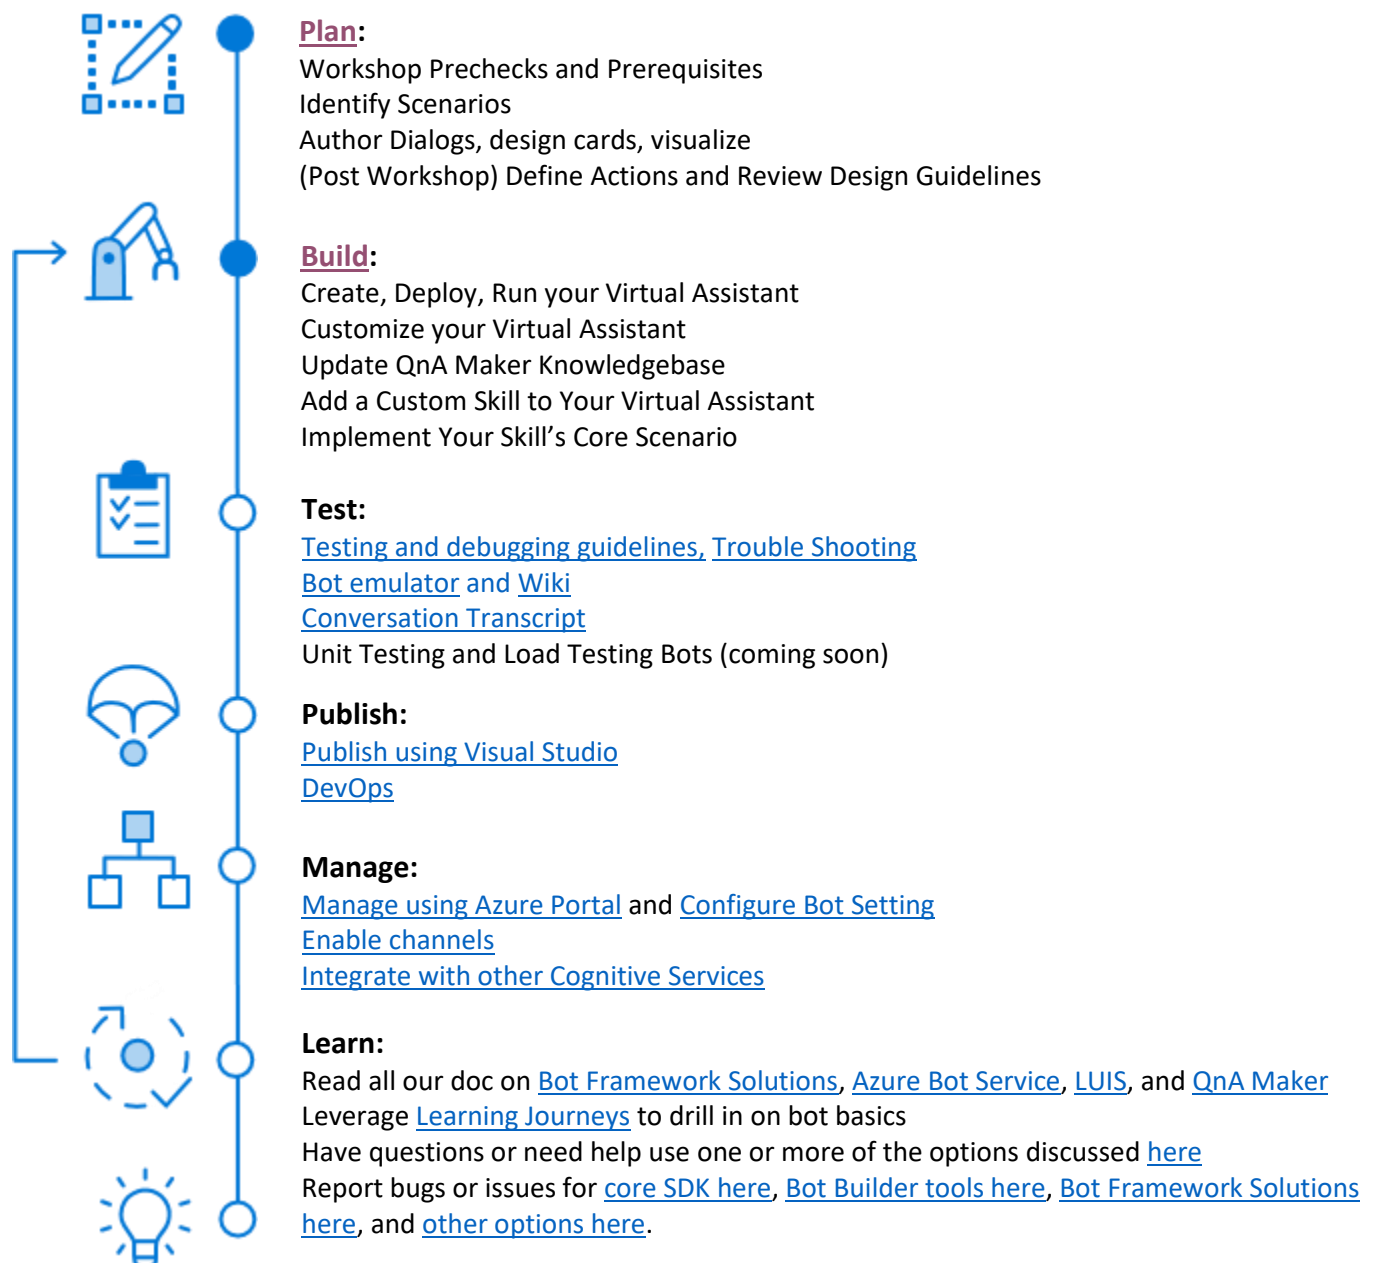 Plan:
Workshop Prechecks and Prerequisites
Identify Scenarios
Author Dialogs, design cards, visualize
(Post Workshop) Define Actions and Review Design Guidelines
Build:
Create, Deploy, Run your Virtual Assistant
Customize your Virtual Assistant
Update QnA Maker Knowledgebase
Add a Custom Skill to Your Virtual Assistant
Implement Your Skill’s Core Scenario
Test:
Testing and debugging guidelines, Trouble Shooting
Bot emulator and Wiki
Conversation Transcript
Unit Testing and Load Testing Bots (coming soon)
Publish:
Publish using Visual Studio
DevOps
Manage:
Manage using Azure Portal and Configure Bot Setting
Enable channels
Integrate with other Cognitive Services
Learn:
Read all our doc on Bot Framework Solutions, Azure Bot Service, LUIS, and QnA Maker
Leverage Learning Journeys to drill in on bot basics
Have questions or need help use one or more of the options discussed here
Report bugs or issues for core SDK here, Bot Builder tools here, Bot Framework Solutions
here, and other options here.